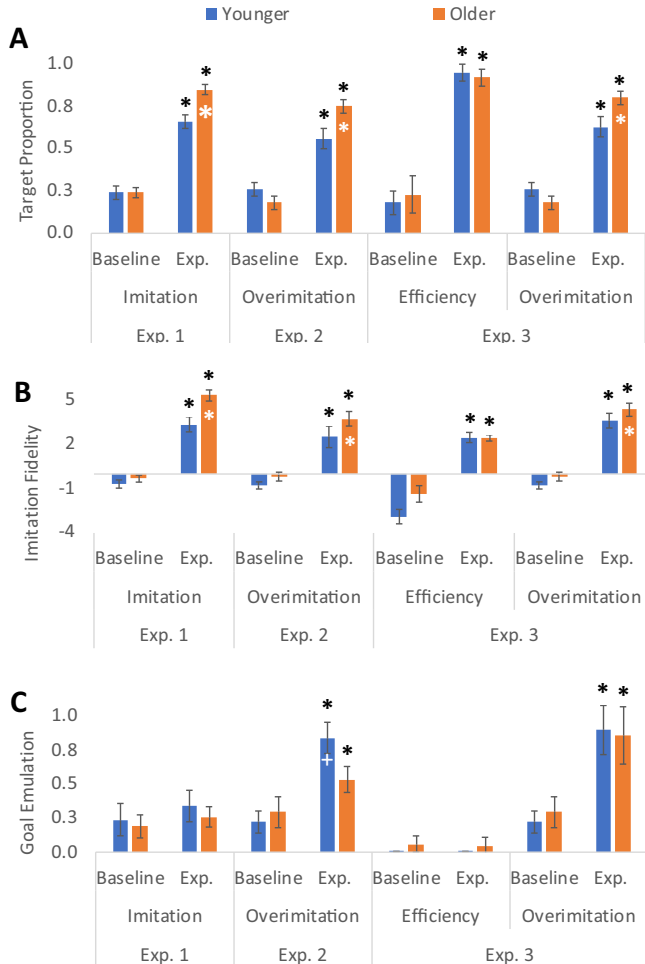 Younger Older
A
Target Proportion
1.0
0.8
0.3
0.0
* * * * * * * *
* * *
Baseline Exp. Baseline Exp. Baseline Exp. Baseline Exp.
Imitation Overimitation Efficiency Overimitation
Exp. 1 Exp. 2 Exp. 3
B
Imitation Fidelity
5
2
-1
-4
* * * * * * * *
* * *
Baseline Exp. Baseline Exp. Baseline Exp. Baseline Exp.
Imitation Overimitation Efficiency Overimitation
Exp. 1 Exp. 2 Exp. 3
C
Goal Emulation
1.0
0.8
0.3
0.0
* * * *
+
Baseline Exp. Baseline Exp. Baseline Exp. Baseline Exp.
Imitation Overimitation Efficiency Overimitation
Exp. 1 Exp. 2 Exp. 3